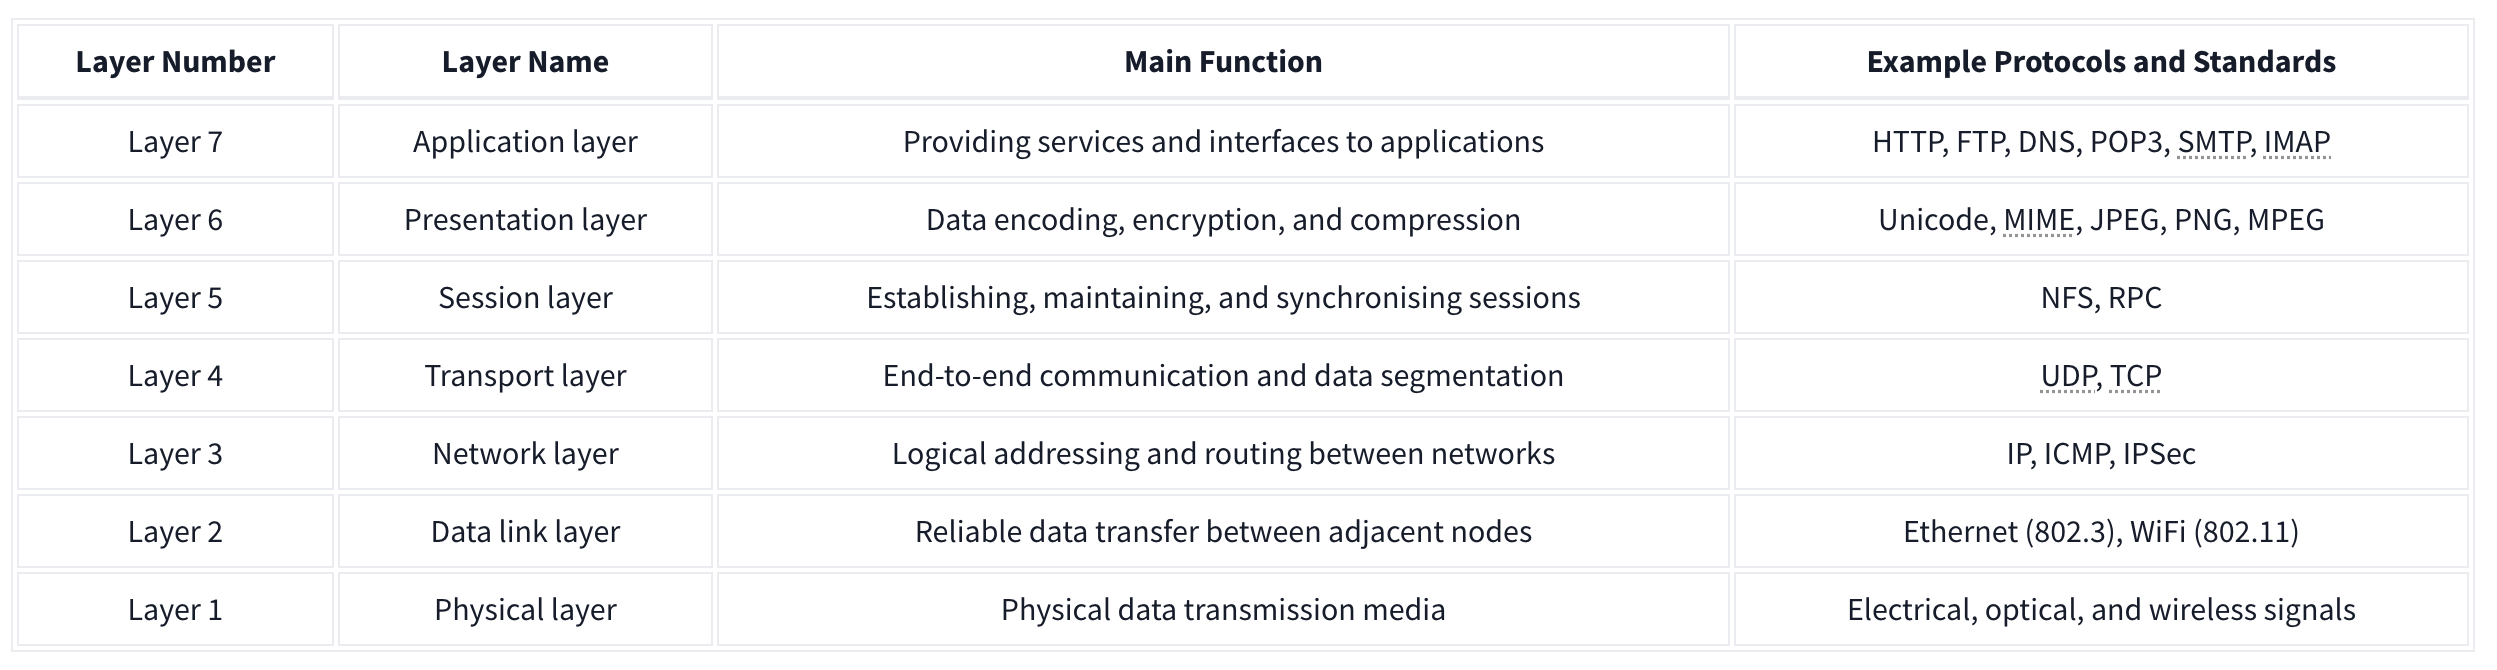 Layer Number Layer Name Main Function Example Protocols and Standards
Layer 7 Application layer Providing services and interfaces to applications HTTP, FTP, DNS, POP3, SMTP, IMAP
Layer 6 Presentation layer Data encoding, encryption, and compression Unicode, MIME, JPEG, PNG, MPEG
Layer 5 Session layer Establishing, maintaining, and synchronising sessions NFS, RPC
Layer 4 Transport layer End-to-end communication and data segmentation UDP, TCP
Layer 3 Network layer Logical addressing and routing between networks IP, ICMP, IPSec
Layer 2 Data link layer Reliable data transfer between adjacent nodes Ethernet (802.3), WiFi (802.11)
Layer 1 Physical layer Physical data transmission media Electrical, optical, and wireless signals